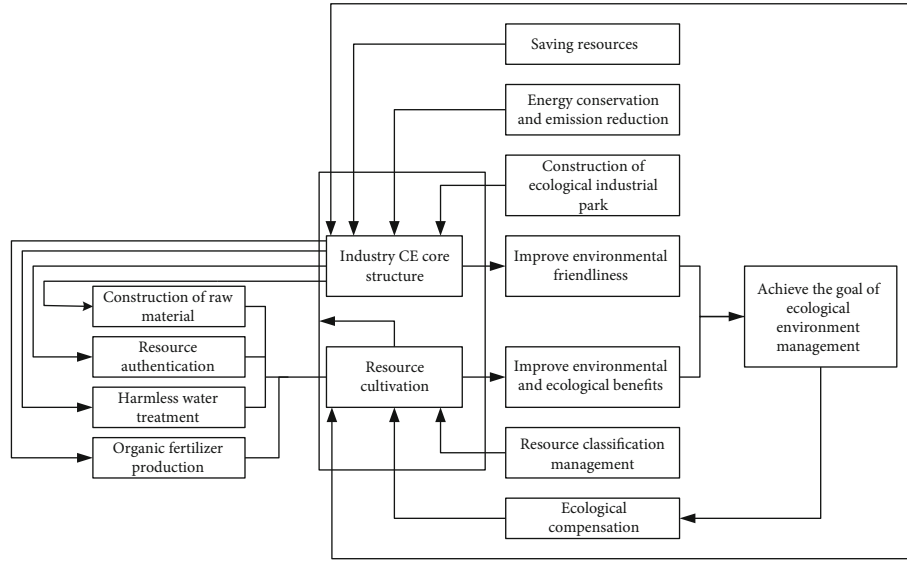 Saving resources
Energy conservation
and emission reduction
Construction of
ecological industrial
park
Industry CE core
structure
Improve environmental
friendliness
Achieve the goal of
ecological
environment
management
Construction of raw
material
Resource
authentication
Harmless water
treatment
Organic fertilizer
production
Resource
cultivation
Improve environmental
and ecological benefits
Resource classification
management
Ecological
compensation